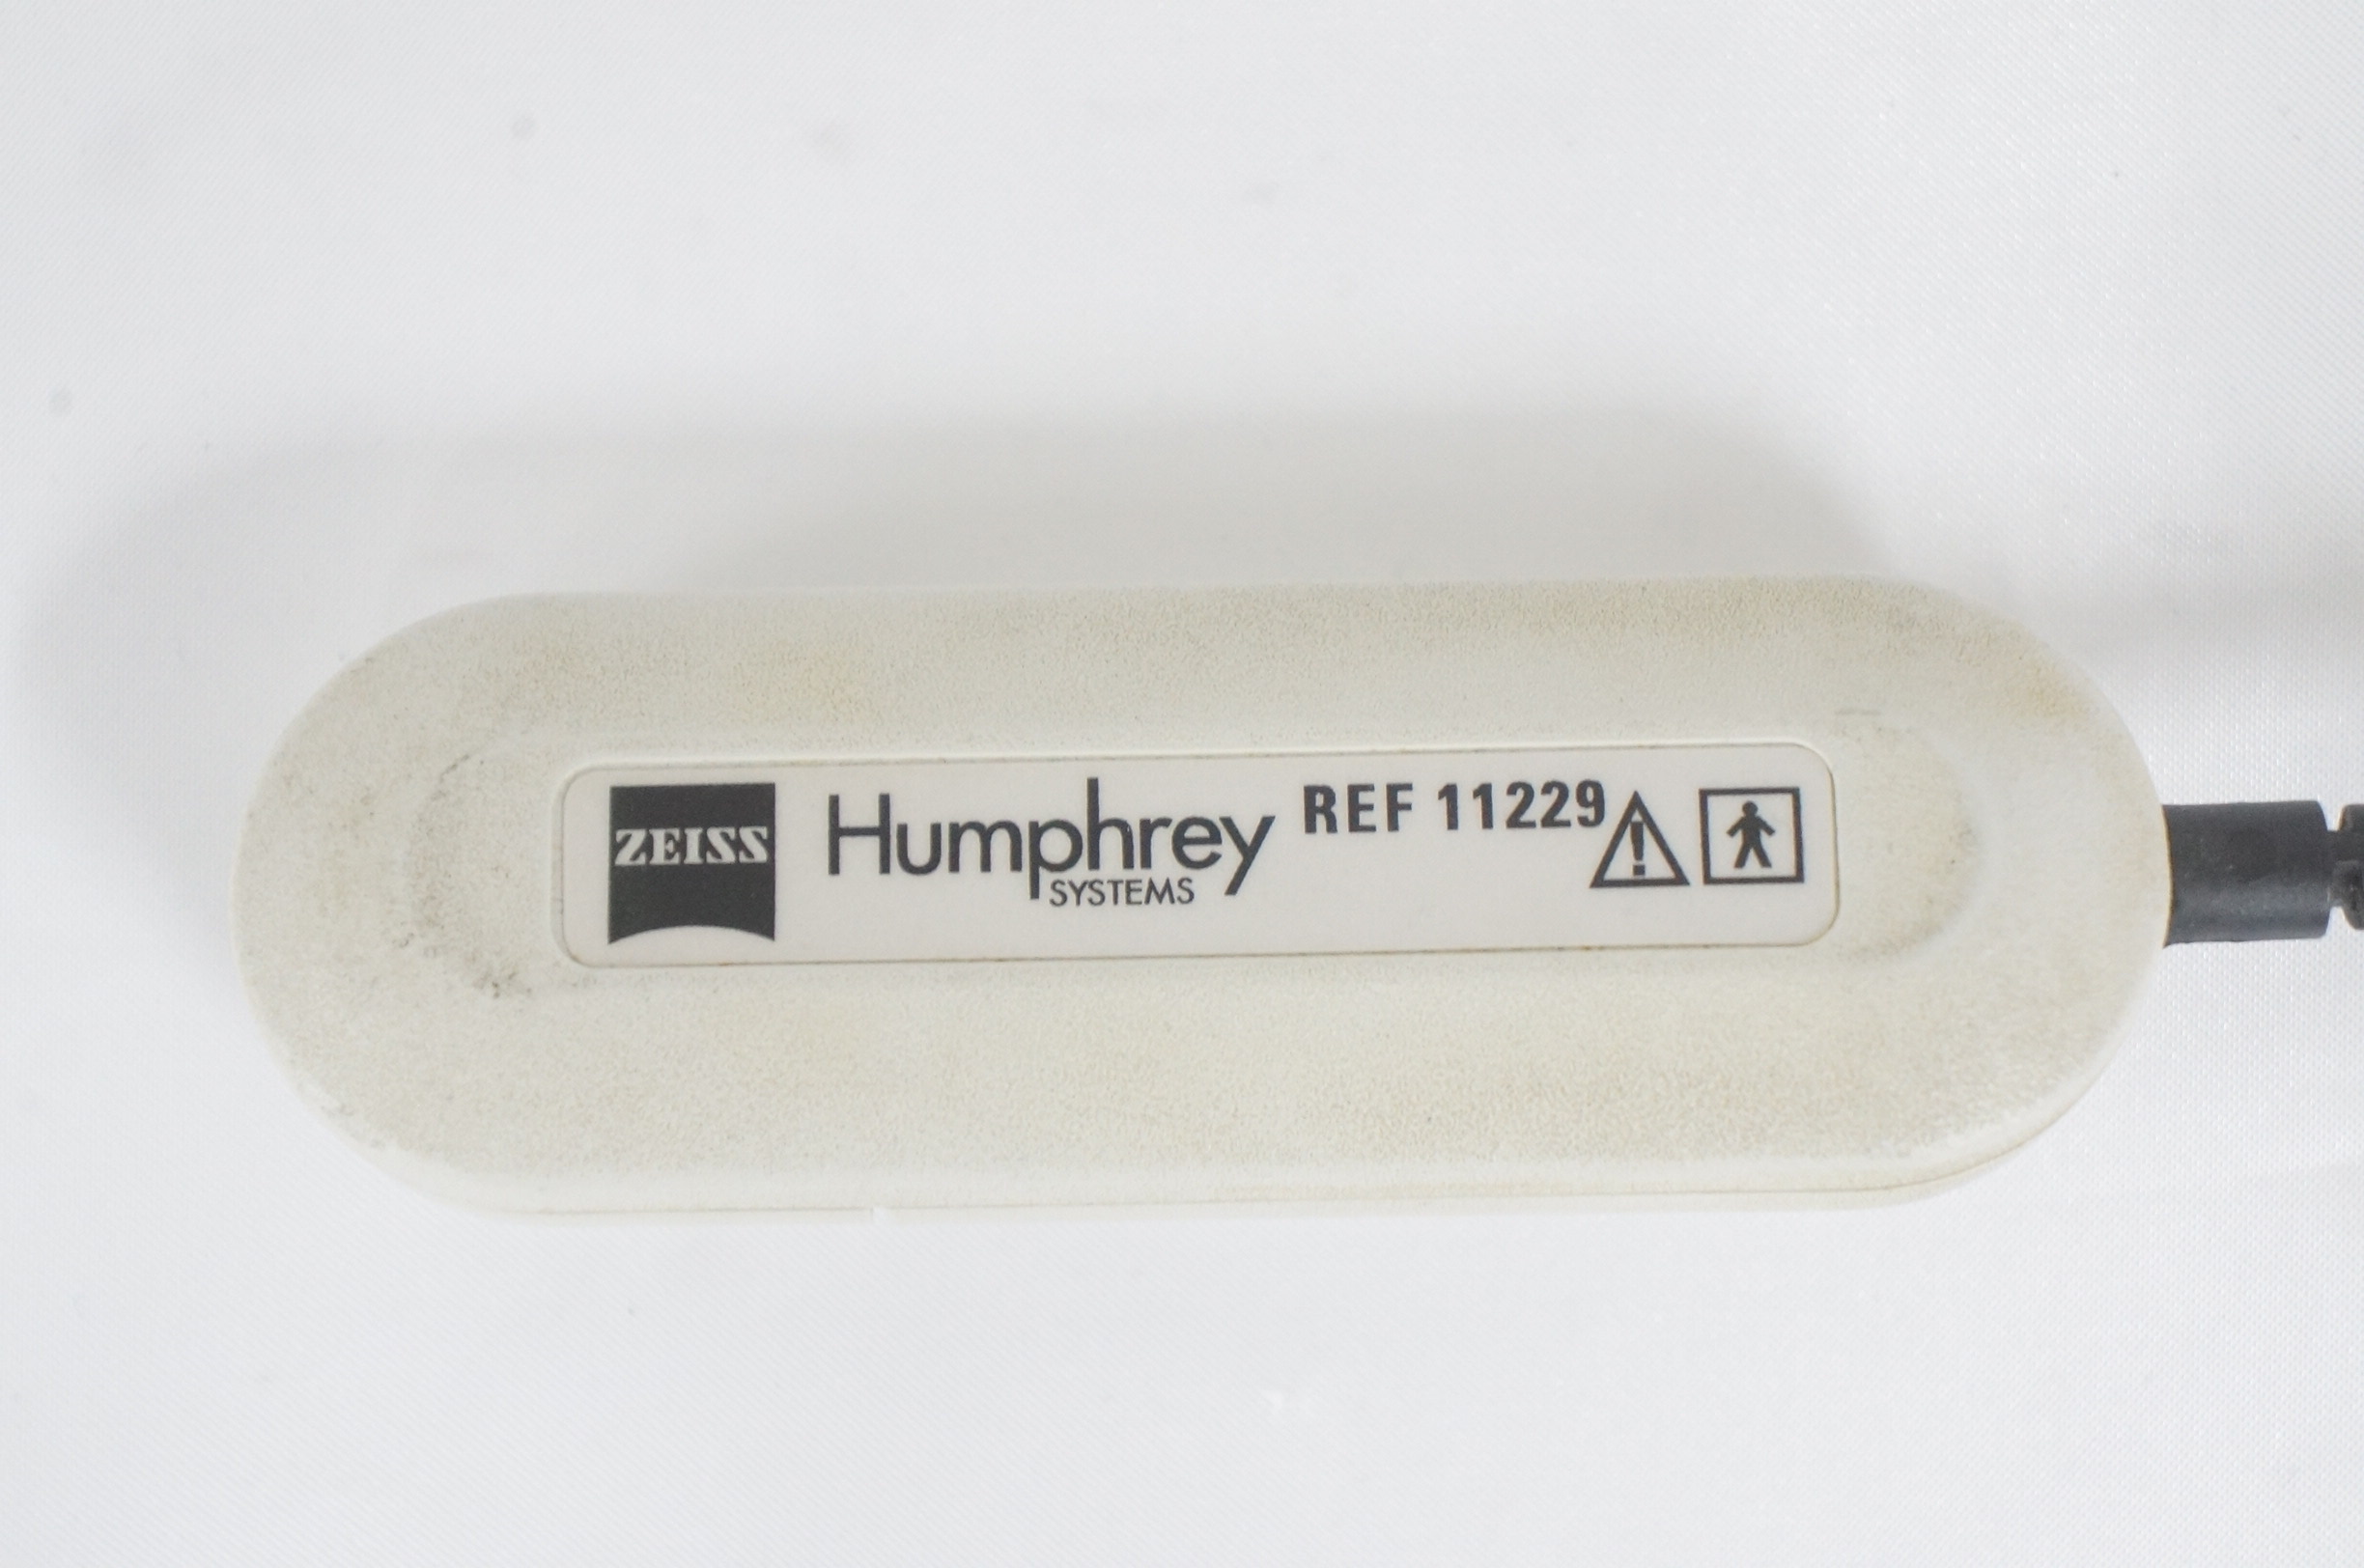 ZEISS
Humphrey
SYSTEMS
REF 11229